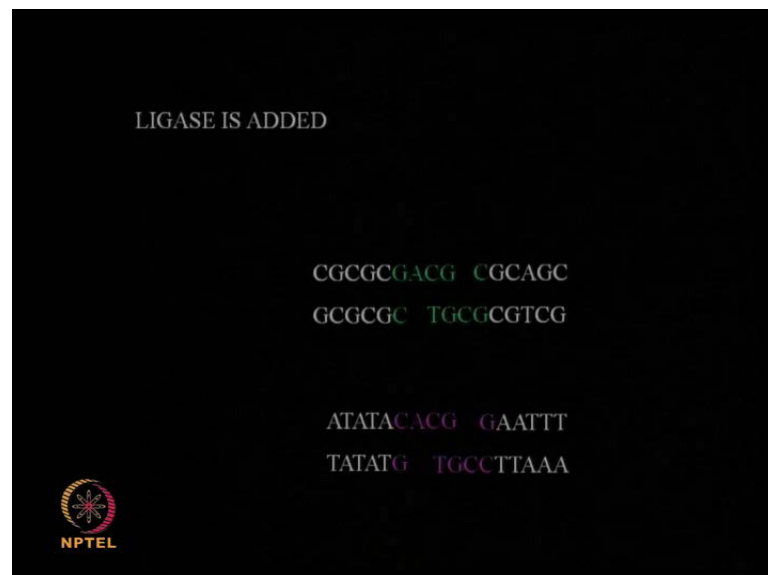 LIGASE IS ADDED
CGCGCGACG CGCAGC
GCGCGC TGCGCGTCG
ATATACACG GAATTT
TATATG TGCCTTAAA
NPTEL